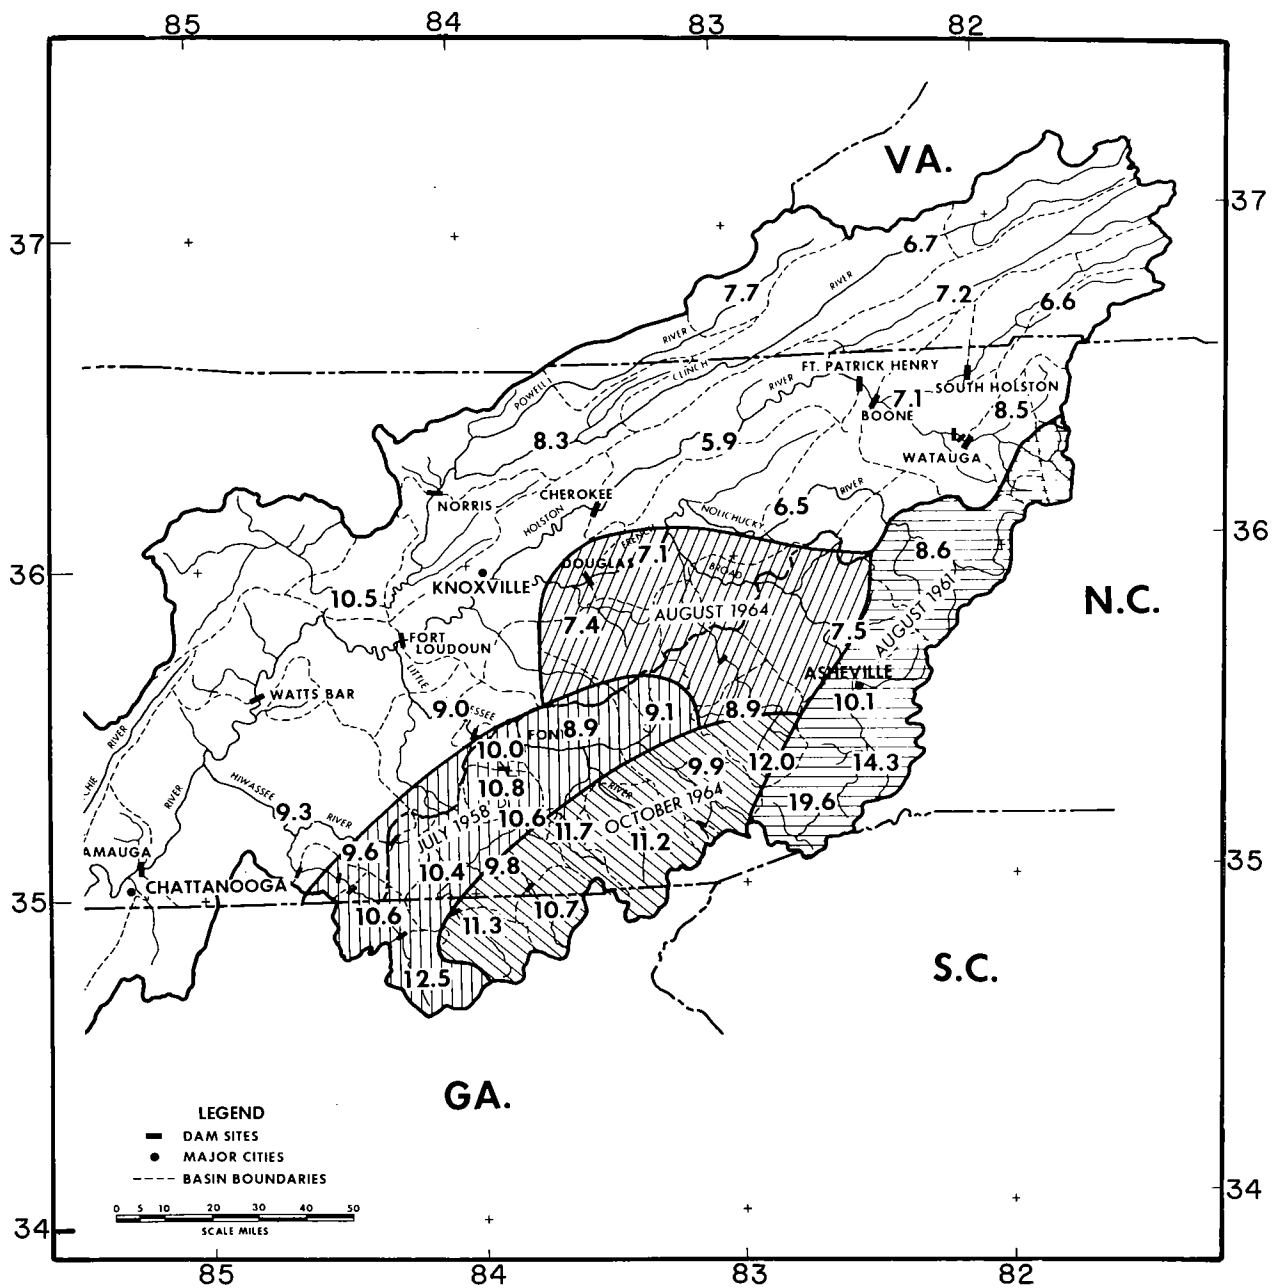 85 84 83 82
VA.
37
37
6.7
7.7
RIVER
7.2
6.6
RIVER
FT. PATRICK HENRY
CLINCH
POWELL
RIVER
SOUTH HOLSTON
7.1
BOONE
8.5
8.3
5.9
WATAUGA
NORRIS
CHEROKEE
RIVER
HOLSTON
6.5
NOLICHUCKY
36
36
FRENCH
7.1
8.6
DOUGLAS
BROAD
KNOXVILLE
10.5
AUGUST 1964
AUGUST 1961
N.C.
7.4
7.5
FORT
LOUDOUN
LITTLE
ASHEVILLE
WATTS BAR
10.1
9.0
ESSEE
9.1
8.9
RIVER
8.9
FONT
10.0
12.0
14.3
9.9
HIWASSEE
RIVER
10.8
RIVER
19.6
9.3
RIVER
JULY 1958
10.6
11.7
OCTOBER 1964
11.2
AMAUGA
9.6
9.8
35
CHATTANOOGA
10.4
35
10.6
11.3
10.7
12.5
S.C.
GA.
LEGEND
DAM SITES
MAJOR CITIES
BASIN BOUNDARIES
0 5 10 20 30 40 50
SCALE MILES
34
34
85 84 83 82